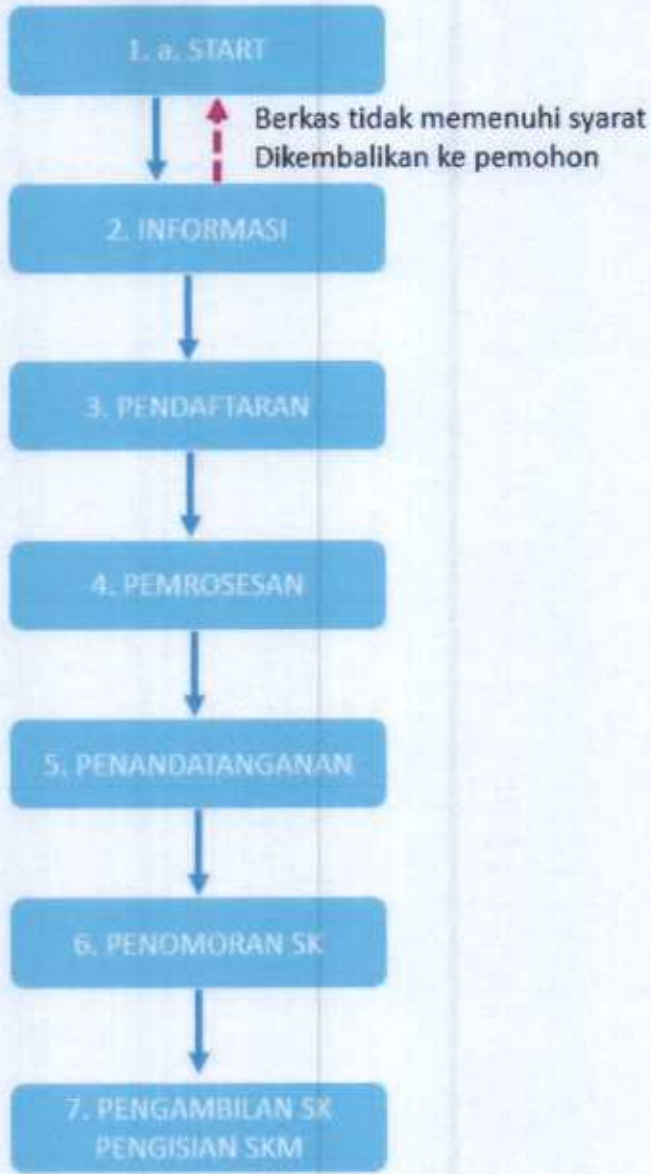 1. a. START
Berkas tidak memenuhi syarat
Dikembalikan ke pemohon
2. INFORMASI
3. PENDAFTARAN
4. PEMROSESAN
5. PENANDATANGANAN
6. PENOMORAN SK
7. PENGAMBILAN SK
PENGISIAN SKM